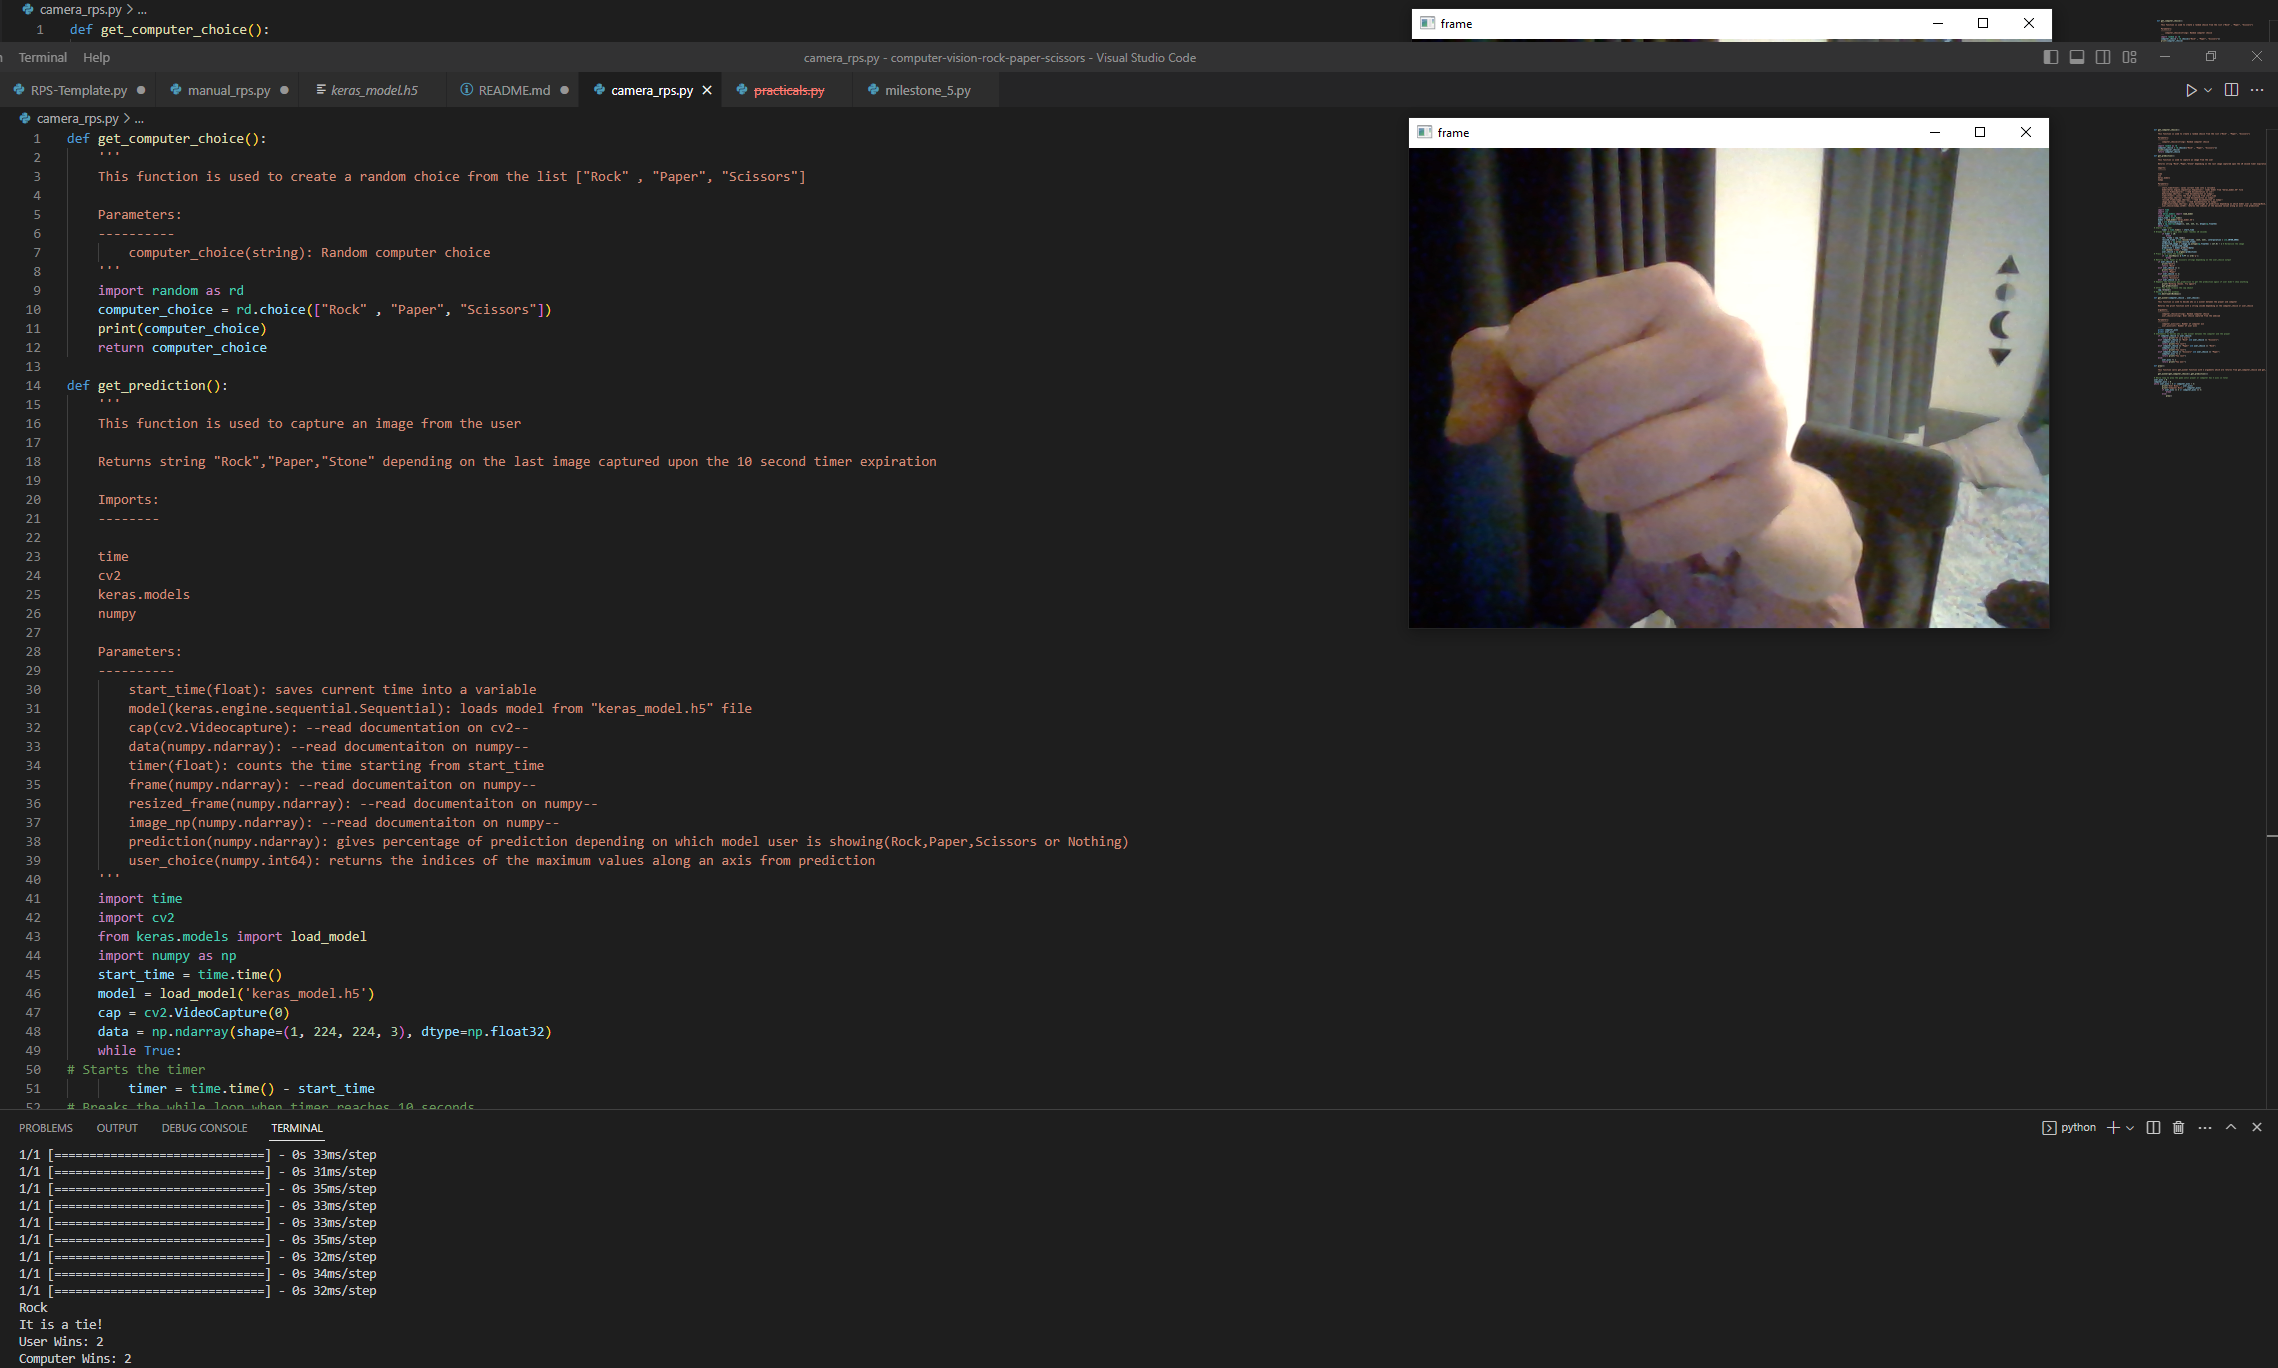 camera_rps.py > ...
1 def get_computer_choice():
frame
Terminal Help
camera_rps.py - computer-vision-rock-paper-scissors - Visual Studio Code
RPS-Template.py manual_rps.py keras_model.h5 README.md camera_rps.py practicals.py milestone_5.py
camera_rps.py > ...
frame
1 def get_computer_choice():
2 '''
3 This function is used to create a random choice from the list ["Rock" , "Paper", "Scissors"]
4
5 Parameters:
6 ----------
7 computer_choice(string): Random computer choice
8 '''
9 import random as rd
10 computer_choice = rd.choice(["Rock" , "Paper", "Scissors"])
11 print(computer_choice)
12 return computer_choice
13
14 def get_prediction():
15 '''
16 This function is used to capture an image from the user
17
18 Returns string "Rock","Paper,"Stone" depending on the last image captured upon the 10 second timer expiration
19
20 Imports:
21 --------
22
23 time
24 cv2
25 keras.models
26 numpy
27
28 Parameters:
29 ----------
30 start_time(float): saves current time into a variable
31 model(keras.engine.sequential.Sequential): loads model from "keras_model.h5" file
32 cap(cv2.Videocapture): --read documentation on cv2--
33 data(numpy.ndarray): --read documentaiton on numpy--
34 timer(float): counts the time starting from start_time
35 frame(numpy.ndarray): --read documentaiton on numpy--
36 resized_frame(numpy.ndarray): --read documentaiton on numpy--
37 image_np(numpy.ndarray): --read documentaiton on numpy--
38 prediction(numpy.ndarray): gives percentage of prediction depending on which model user is showing(Rock,Paper,Scissors or Nothing)
39 user_choice(numpy.int64): returns the indices of the maximum values along an axis from prediction
40 '''
41 import time
42 import cv2
43 from keras.models import load_model
44 import numpy as np
45 start_time = time.time()
46 model = load_model('keras_model.h5')
47 cap = cv2.VideoCapture(0)
48 data = np.ndarray(shape=(1, 224, 224, 3), dtype=np.float32)
49 while True:
50 # Starts the timer
51 timer = time.time() - start_time
52 # Breaks the while loop when timer reaches 10 seconds
PROBLEMS OUTPUT DEBUG CONSOLE TERMINAL
python
1/1 [==============================] - 0s 33ms/step
1/1 [==============================] - 0s 31ms/step
1/1 [==============================] - 0s 35ms/step
1/1 [==============================] - 0s 33ms/step
1/1 [==============================] - 0s 33ms/step
1/1 [==============================] - 0s 35ms/step
1/1 [==============================] - 0s 32ms/step
1/1 [==============================] - 0s 34ms/step
1/1 [==============================] - 0s 32ms/step
Rock
It is a tie!
User Wins: 2
Computer Wins: 2